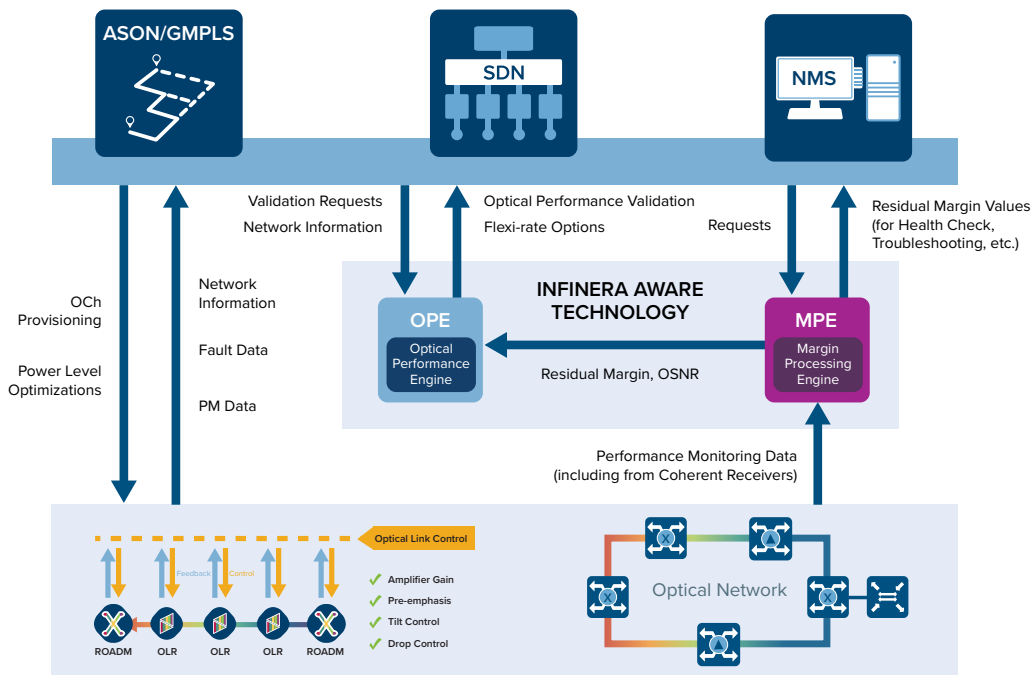 ASON/GMPLS
SDN
NMS
Validation Requests
Network Information
Optical Performance Validation
Flexi-rate Options
Requests
Residual Margin Values
(for Health Check,
Troubleshooting, etc.)
OCh
Provisioning
Power Level
Optimizations
Network
Information
Fault Data
PM Data
INFINERA AWARE
TECHNOLOGY
OPE
Optical
Performance
Engine
MPE
Margin
Processing
Engine
Residual Margin, OSNR
Performance Monitoring Data
(including from Coherent Receivers)
Optical Link Control
Feedback
Control
Amplifier Gain
Pre-emphasis
Tilt Control
Drop Control
ROADM
OLR
OLR
OLR
ROADM
Optical Network
X
X
X